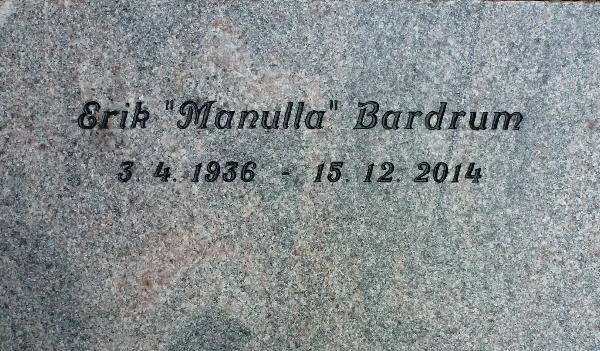 Erik "Manulla" Bardrum
3. 4. 1936 - 15. 12. 2014